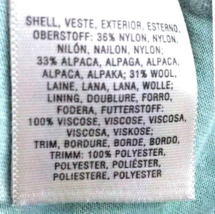 SHELL, VESTE, EXTERIOR, ESTERNO,
OBERSTOFF: 36% NYLON, NYLON,
NILÓN, NAILON, NYLON;
33% ALPACA, ALPAGA, ALPACA,
ALPACA, ALPAKA; 31% WOOL,
LAINE, LANA, LANA, WOLLE;
LINING, DOUBLURE, FORRO,
FODERA, FUTTERSTOFF:
100% VISCOSE, VISCOSE, VISCOSA,
VISCOSA, VISKOSE;
TRIM, BORDURE, BORDE, BORDO,
TRIMM: 100% POLYESTER,
POLYESTER, POLIÉSTER,
POLIESTERE, POLYESTER